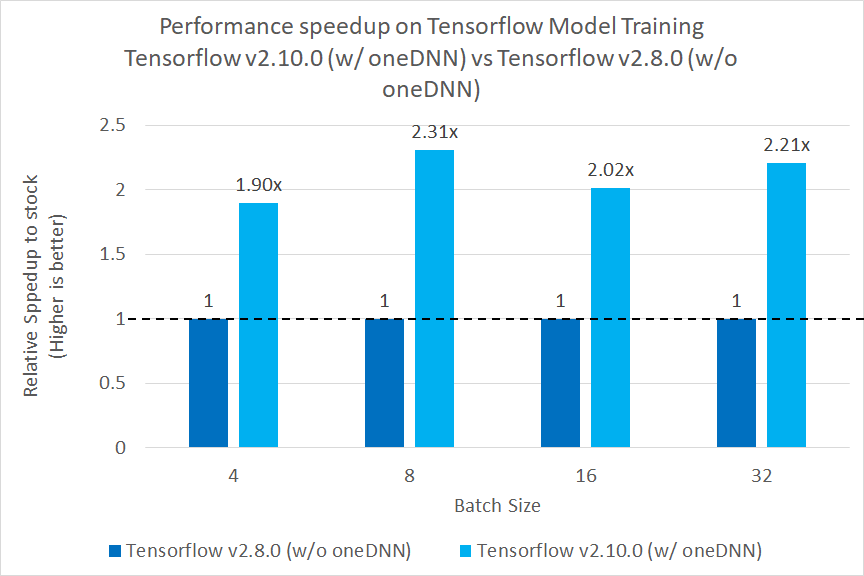 Performance speedup on Tensorflow Model Training
Tensorflow v2.10.0 (w/ oneDNN) vs Tensorflow v2.8.0 (w/o
oneDNN)
Relative Sppedup to stock
(Higher is better)
2.5
2
1.5
1
0.5
0
1
1.90x
1
2.31x
1
2.02x
1
2.21x
4
8
16
32
Batch Size
Tensorflow v2.8.0 (w/o oneDNN)
Tensorflow v2.10.0 (w/ oneDNN)